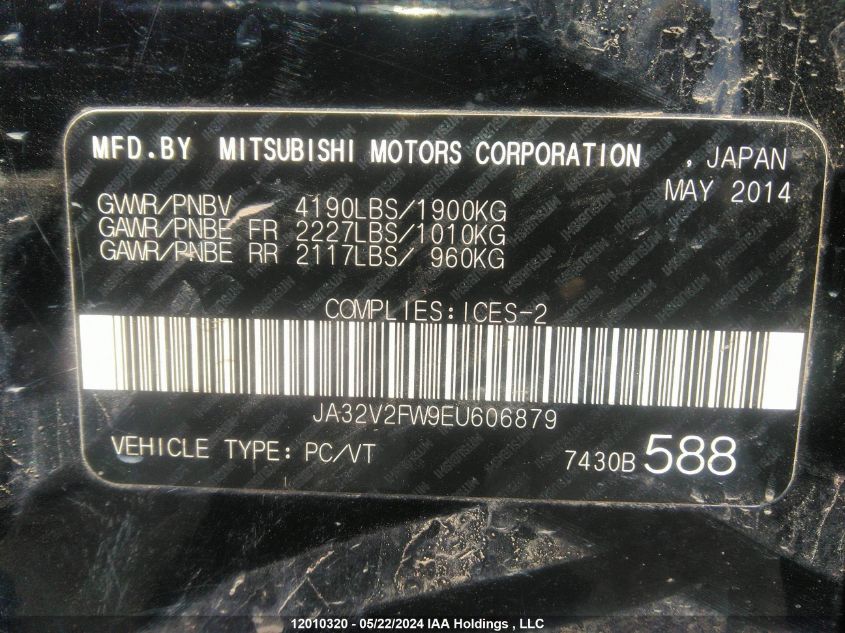 MFD.BY MITSUBISHI MOTORS CORPORATION , JAPAN
MAY 2014
GVWR/PNBV 4190LBS/1900KG
GAWR/PNBE FR 2227LBS/1010KG
GAWR/PNBE RR 2117LBS/ 960KG
COMPLIES:ICES-2
JA32V2FW9EU606879
VEHICLE TYPE: PC/VT 7430B 588
12010320 - 05/22/2024 IAA Holdings , LLC